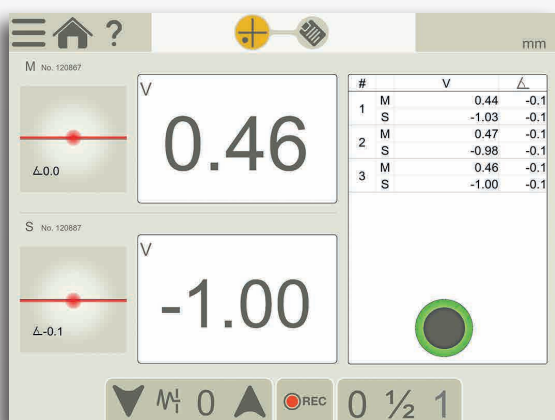 ?
mm
M No. 120867
V
0.46
∡0.0
S No. 120887
V
-1.00
∡-0.1
# V ∡
1 M 0.44 -0.1
S -1.03 -0.1
2 M 0.47 -0.1
S -0.98 -0.1
3 M 0.46 -0.1
S -1.00 -0.1
0
REC
0 ½ 1